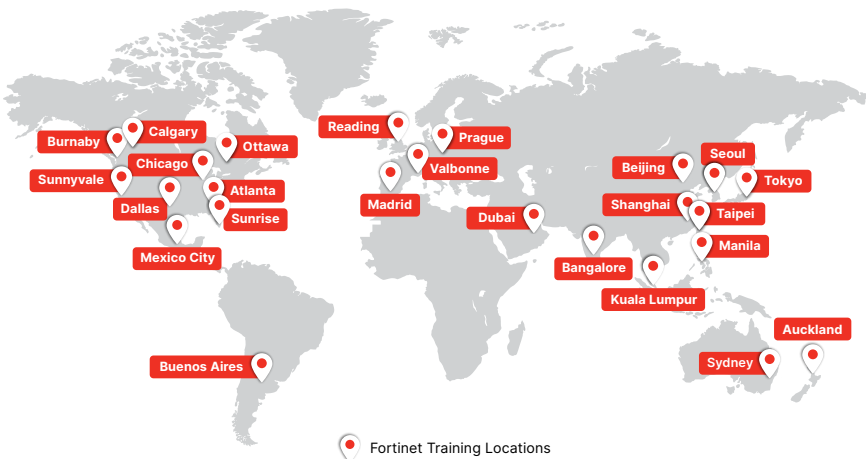 Reading
Prague
Calgary
Burnaby
Ottawa
Chicago
Valbonne
Seoul
Beijing
Sunnyvale
Atlanta
Tokyo
Madrid
Dallas
Shanghai
Taipei
Sunrise
Dubai
Manila
Mexico City
Bangalore
Kuala Lumpur
Auckland
Buenos Aires
Sydney
Fortinet Training Locations